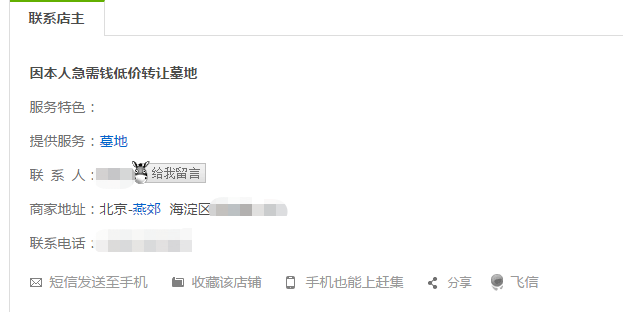 联系店主
因本人急需钱低价转让墓地
服务特色：
提供服务：墓地
联 系 人： 给我留言
商家地址：北京-燕郊 海淀区
联系电话：
短信发送至手机 收藏该店铺 手机也能上赶集 分享 飞信